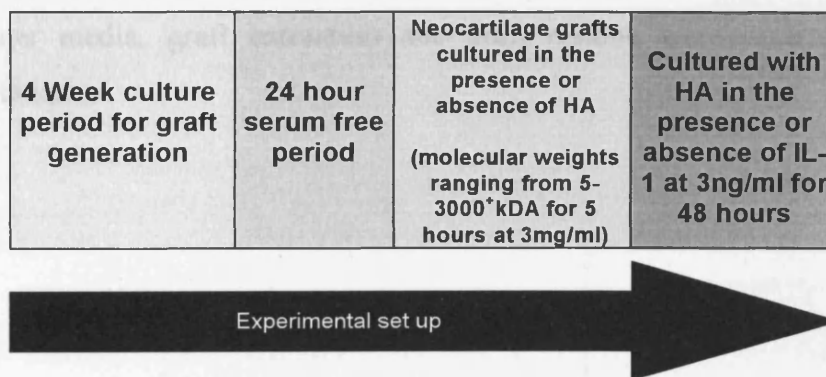 4 Week culture
period for graft
generation
24 hour
serum free
period
Neocartilage grafts
cultured in the
presence or
absence of HA
(molecular weights
ranging from 5-
3000⁺kDA for 5
hours at 3mg/ml)
Cultured with
HA in the
presence or
absence of IL-
1 at 3ng/ml for
48 hours
Experimental set up